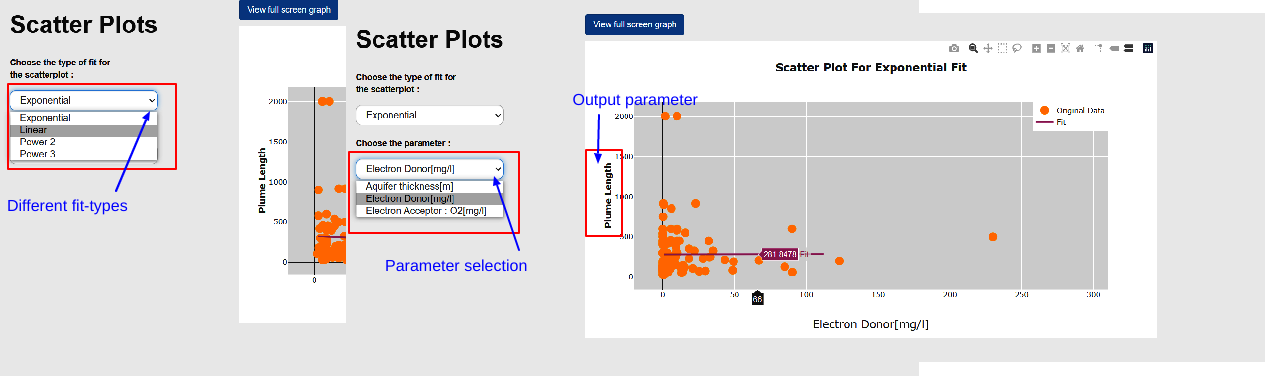 Scatter Plots
Choose the type of fit for
the scatterplot :
Exponential
Exponential
Linear
Power 2
Power 3
Different fit-types
View full screen graph
2000
1500
1000
500
0
Plume Length
0
Scatter Plots
Choose the type of fit for
the scatterplot :
Exponential
Choose the parameter :
Electron Donor[mg/l]
Aquifer thickness[m]
Electron Donor[mg/l]
Electron Acceptor : O2[mg/l]
Parameter selection
View full screen graph
Scatter Plot For Exponential Fit
Output parameter
Original Data
Fit
2000
1500
1000
500
0
Plume Length
281.8478 Fit
66
0 50 100 150 200 250 300
Electron Donor[mg/l]